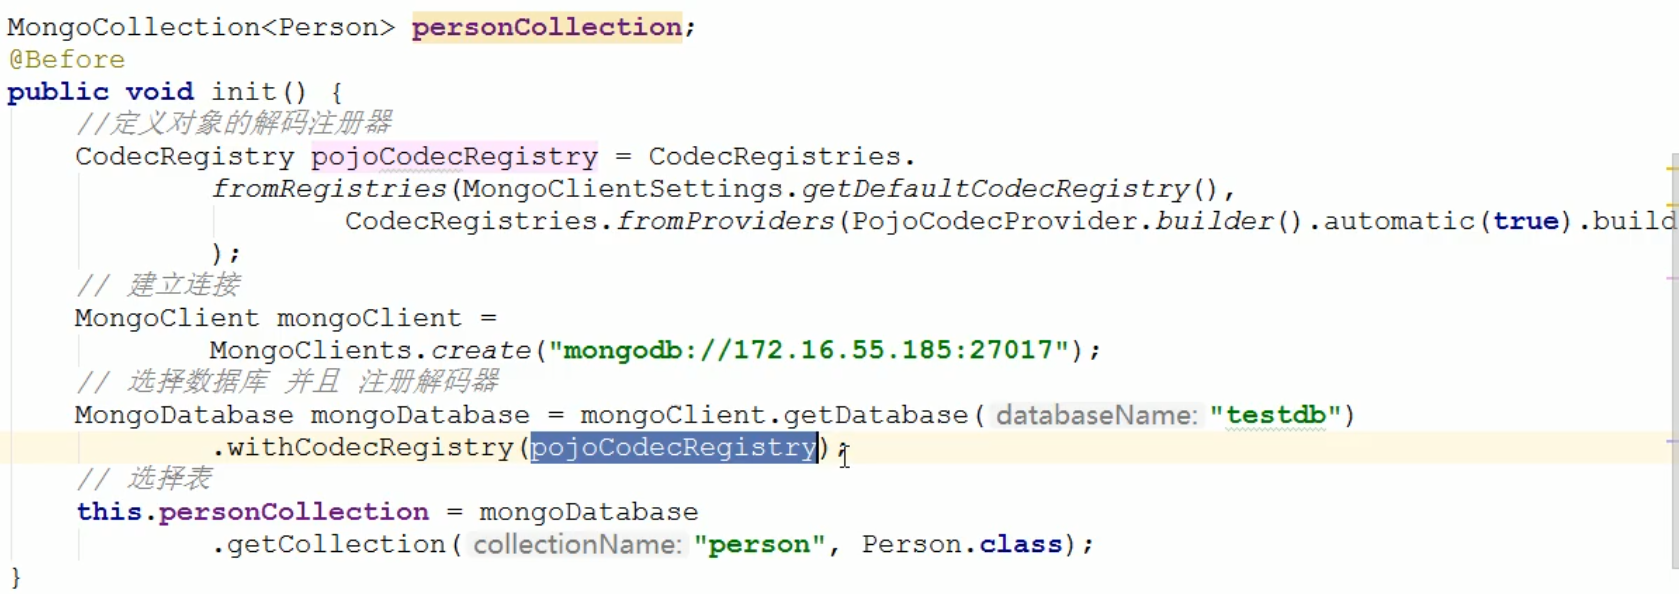 MongoCollection<Person> personCollection;
@Before
public void init() {
//定义对象的解码注册器
CodecRegistry pojoCodecRegistry = CodecRegistries.
fromRegistries(MongoClientSettings.getDefaultCodecRegistry(),
CodecRegistries.fromProviders(PojoCodecProvider.builder().automatic(true).build
);
// 建立连接
MongoClient mongoClient =
MongoClients.create("mongodb://172.16.55.185:27017");
// 选择数据库 并且 注册解码器
MongoDatabase mongoDatabase = mongoClient.getDatabase( databaseName: "testdb")
.withCodecRegistry(pojoCodecRegistry);
// 选择表
this.personCollection = mongoDatabase
.getCollection( collectionName: "person", Person.class);
}